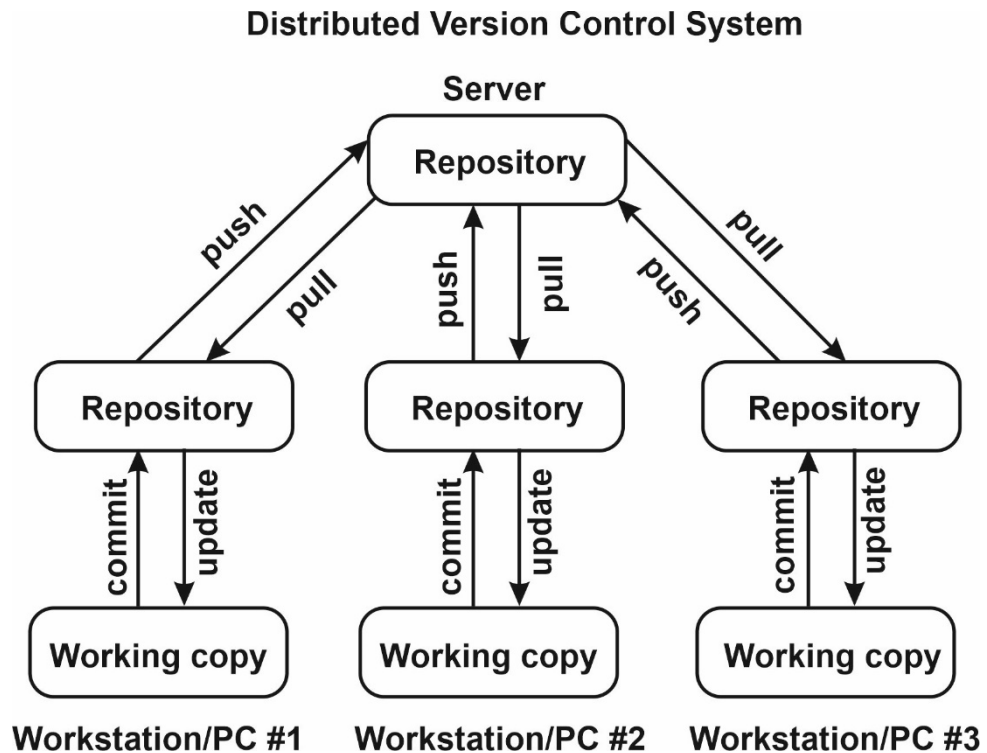 Distributed Version Control System
Server
Repository
push
pull
push
pull
push
pull
Repository
Repository
Repository
commit
update
commit
update
commit
update
Working copy
Working copy
Working copy
Workstation/PC #1
Workstation/PC #2
Workstation/PC #3